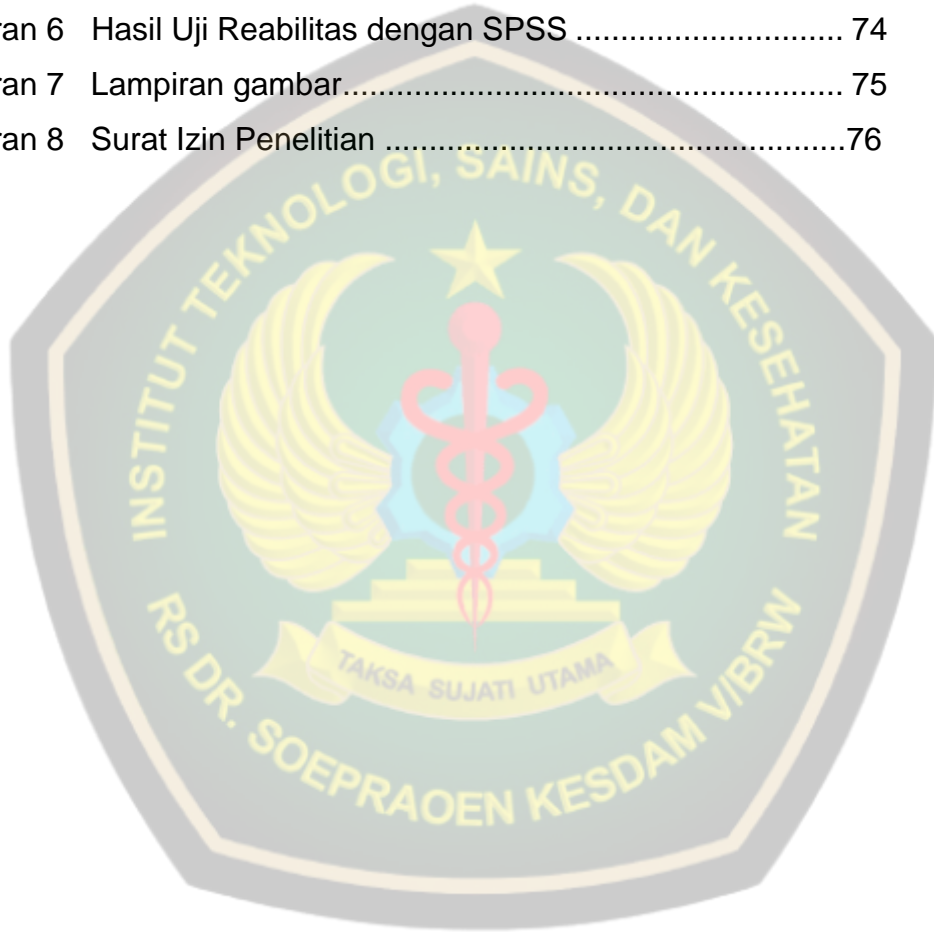 ran 6 Hasil Uji Reabilitas dengan SPSS .............................. 74
ran 7 Lampiran gambar........................................................ 75
ran 8 Surat Izin Penelitian ...................................................76
INSTITUT TEKNOLOGI, SAINS, DAN KESEHATAN
TAKSA SUJATI UTAMA
RS DR. SOEPRAOEN KESDAM V/BRW